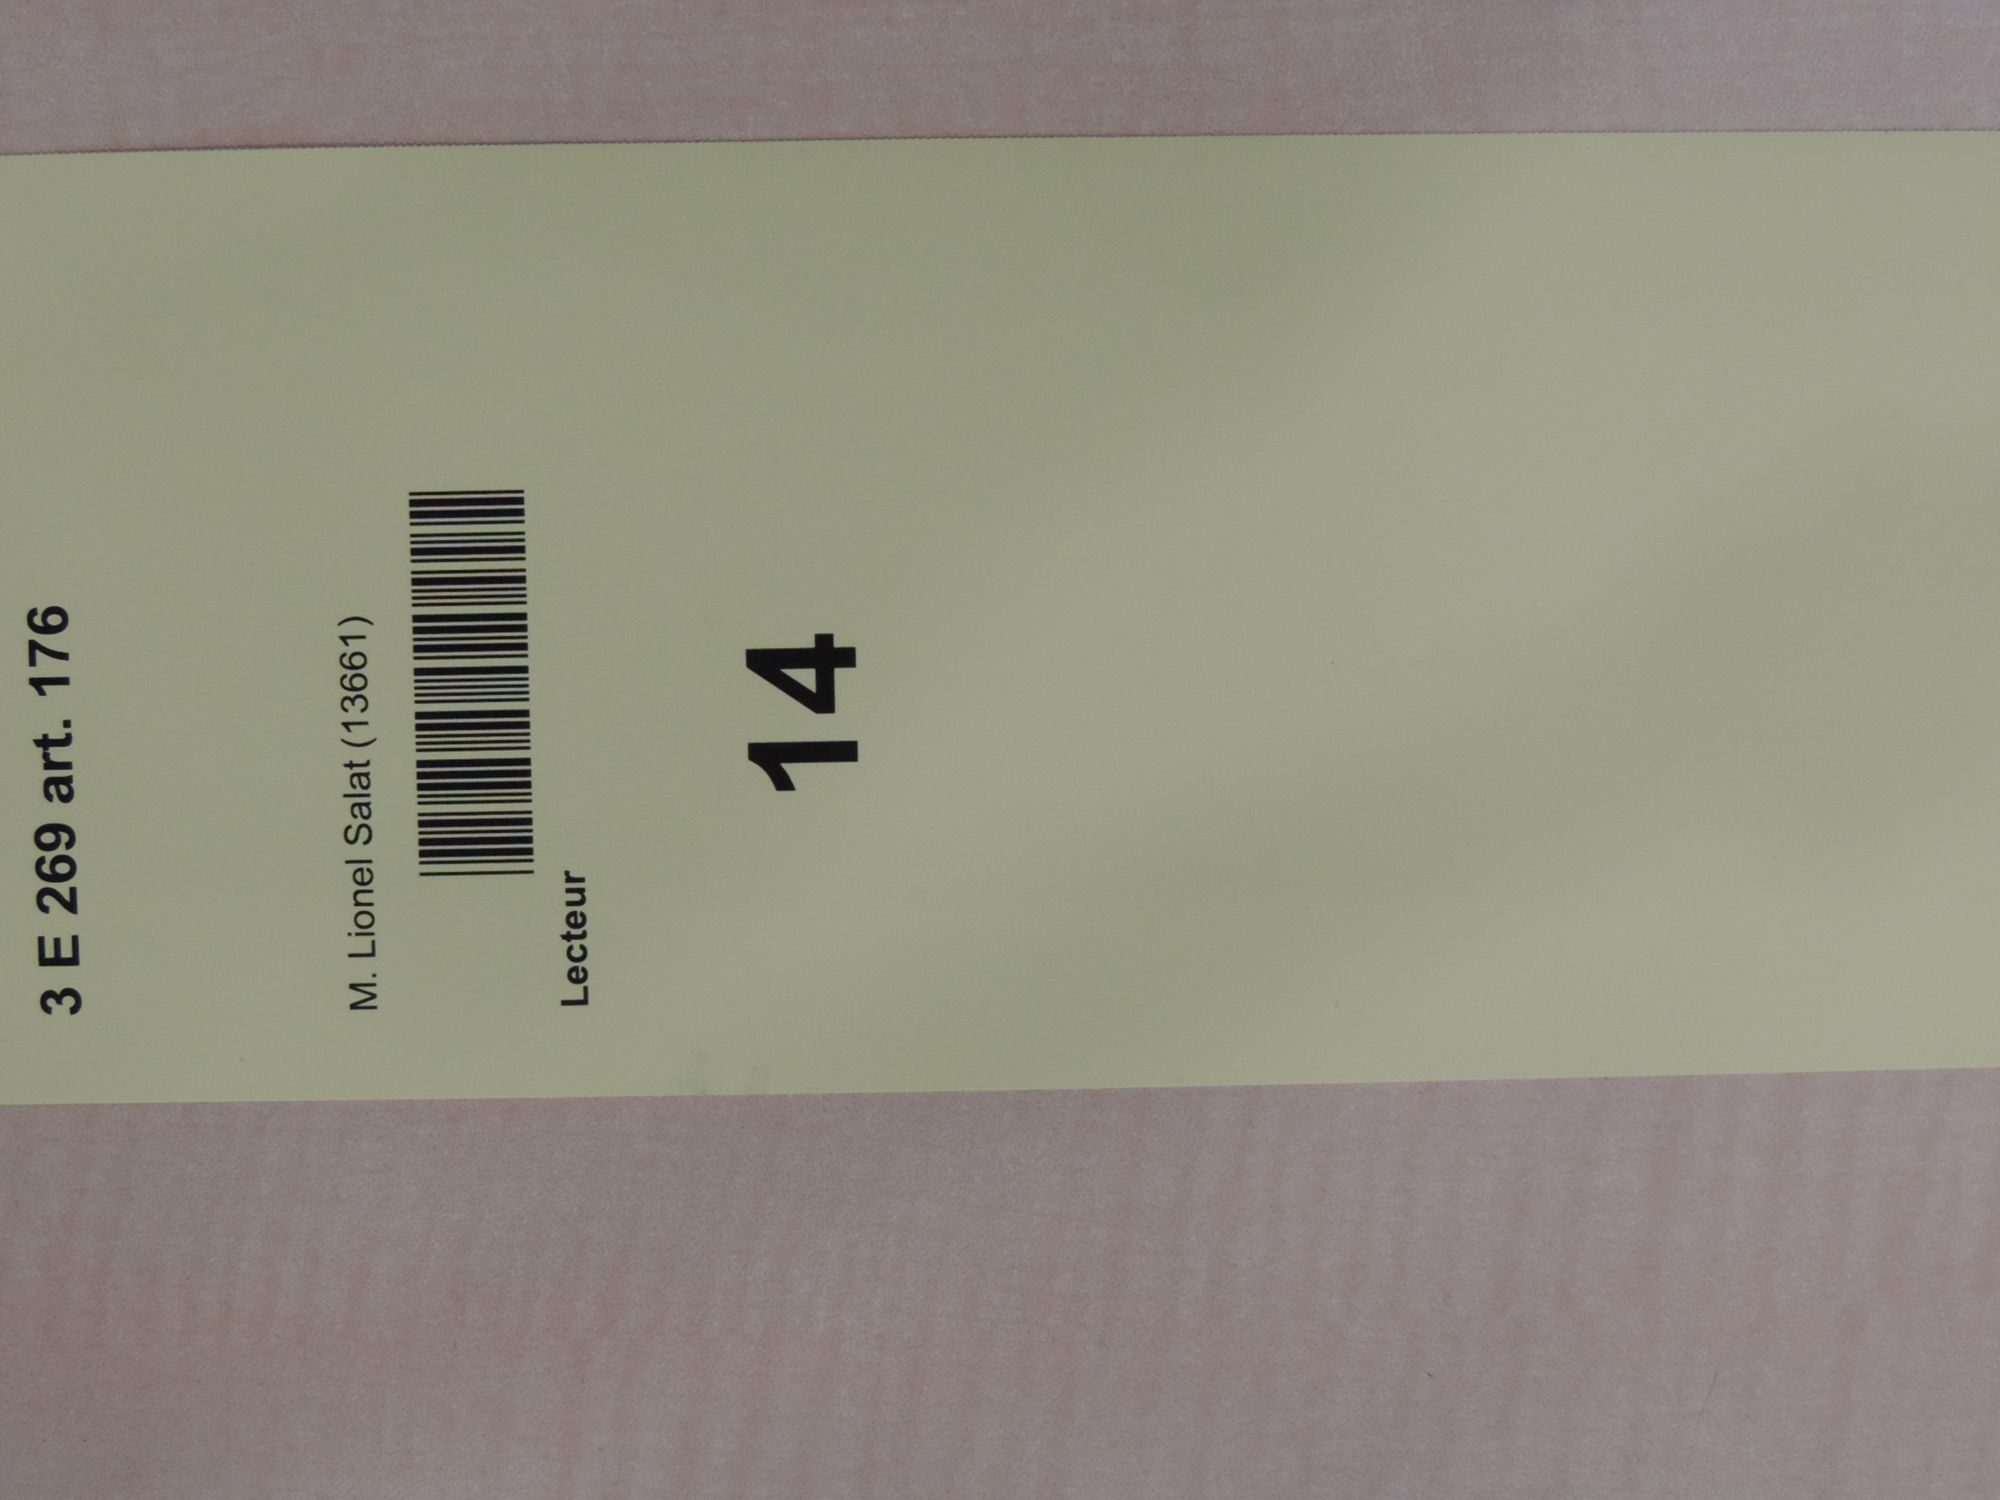 3 E 269 art. 176
M. Lionel Salat (13661)
Lecteur
14